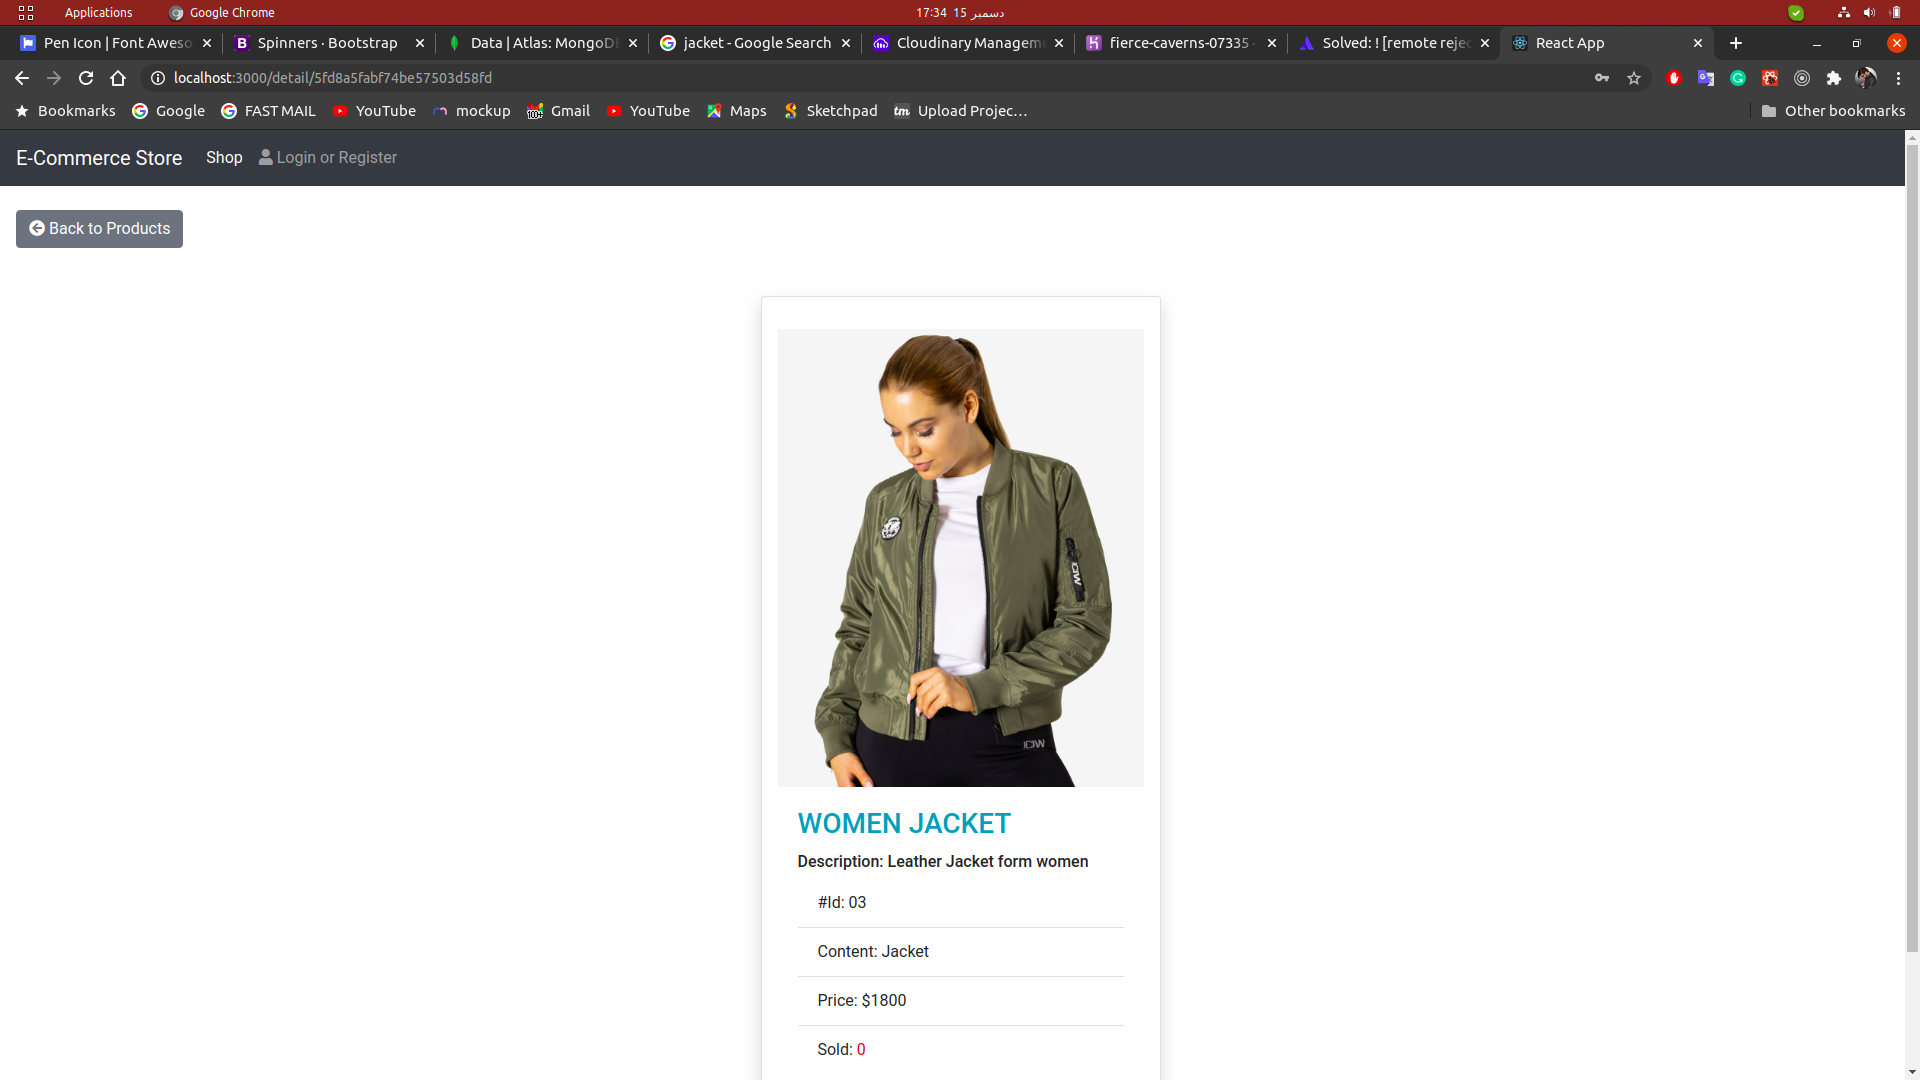 Applications Google Chrome 17:34 15 دسمبر
Pen Icon | Font Aweso Spinners · Bootstrap Data | Atlas: MongoDB jacket - Google Search Cloudinary Managem fierce-caverns-07335 Solved: ! [remote rejec React App
localhost:3000/detail/5fd8a5fabf74be57503d58fd
Bookmarks Google FAST MAIL YouTube mockup 100+ Gmail YouTube Maps Sketchpad tm Upload Projec… Other bookmarks
E-Commerce Store Shop Login or Register
Back to Products
ICIW
ICIW
WOMEN JACKET
Description: Leather Jacket form women
#Id: 03
Content: Jacket
Price: $1800
Sold: 0